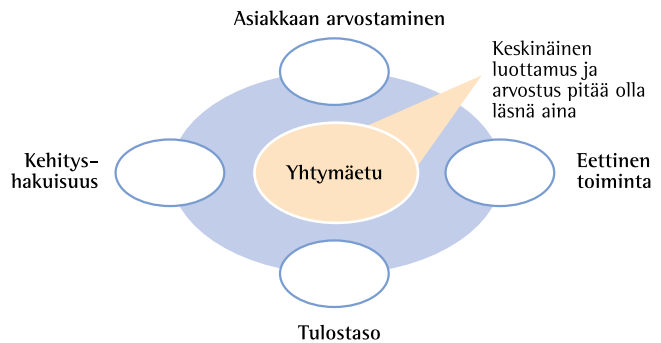 Asiakkaan arvostaminen
Keskinäinen
luottamus ja
arvostus pitää olla
läsnä aina
Kehitys-
hakuisuus
Yhtymäetu
Eettinen
toiminta
Tulostaso